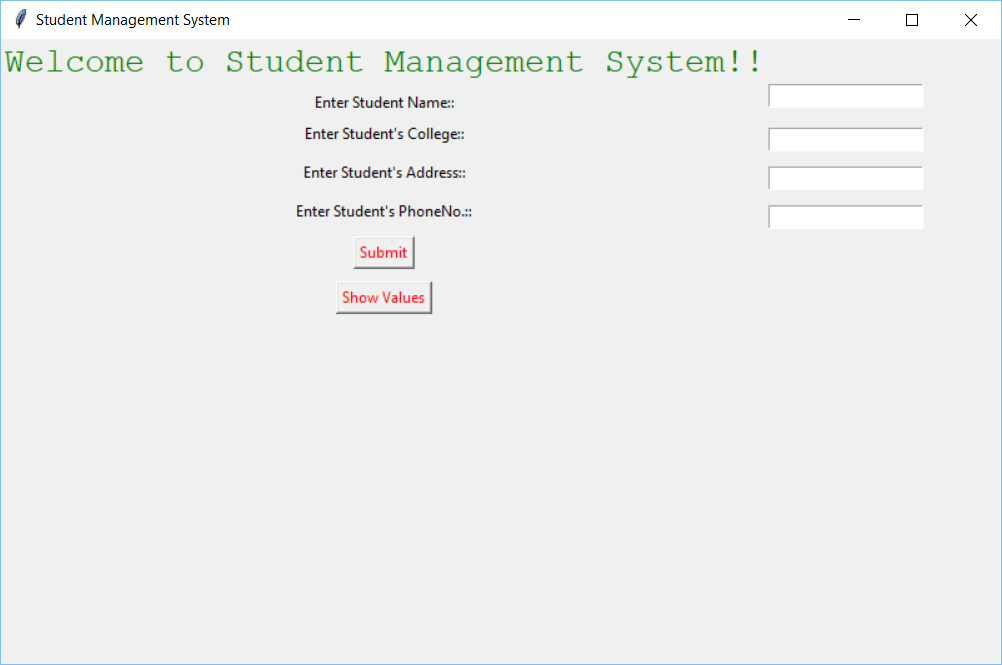 Student Management System
Welcome to Student Management System!!
Enter Student Name::
Enter Student's College::
Enter Student's Address::
Enter Student's PhoneNo.::
Submit
Show Values